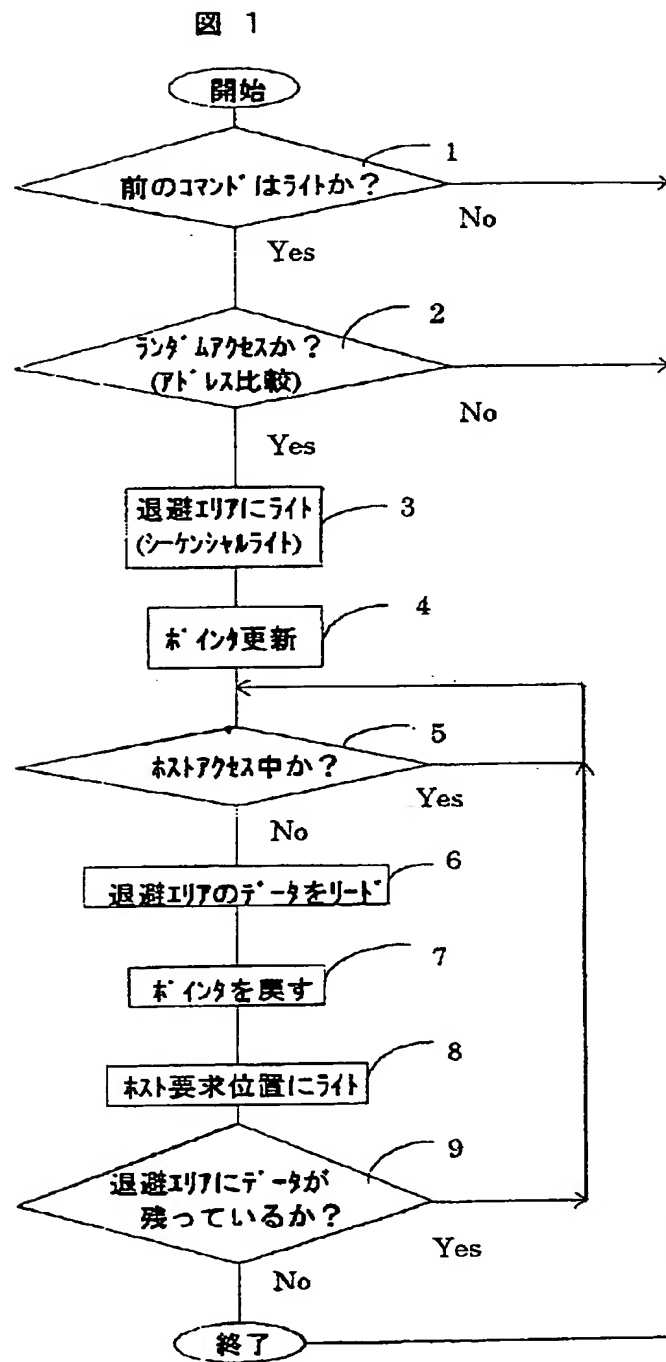 図 1
開始
1
前のコマンドはライトか？
No
Yes
2
ランダムアクセスか？
(アドレス比較)
No
Yes
退避エリアにライト
(シーケンシャルライト)
3
4
ポインタ更新
5
ホストアクセス中か？
Yes
No
6
退避エリアのデータをリード
7
ポインタを戻す
8
ホスト要求位置にライト
9
退避エリアにデータが
残っているか？
Yes
No
終了